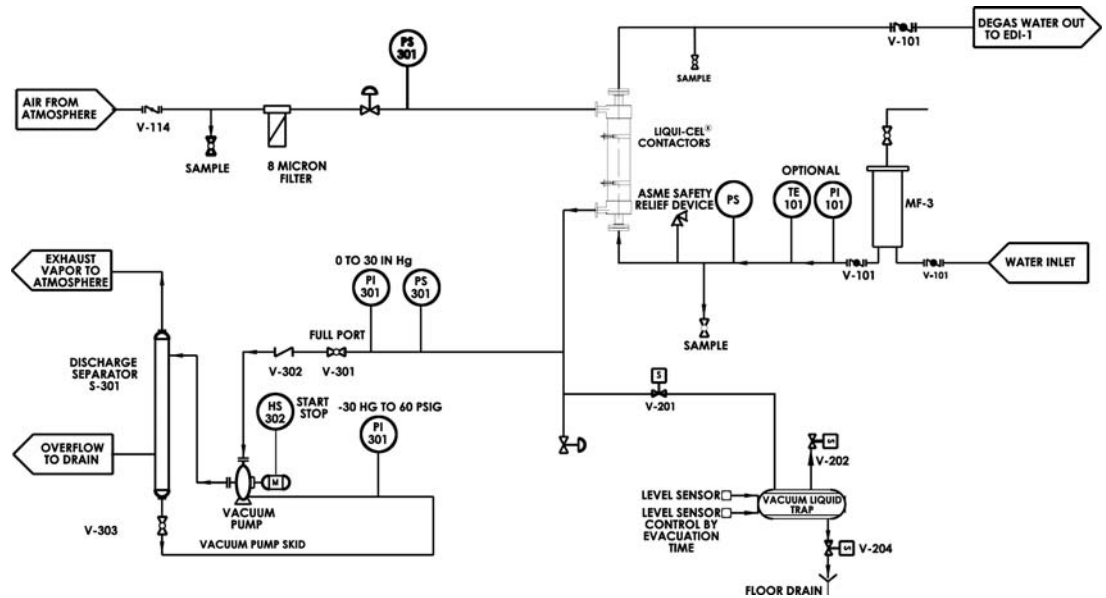 PS
301
DEGAS WATER OUT
TO EDI-1
V-101
SAMPLE
AIR FROM
ATMOSPHERE
V-114
SAMPLE
8 MICRON
FILTER
LIQUI-CEL®
CONTACTORS
OPTIONAL
ASME SAFETY
RELIEF DEVICE
PS
TE
101
PI
101
MF-3
V-101
V-101
WATER INLET
SAMPLE
EXHAUST
VAPOR TO
ATMOSPHERE
0 TO 30 IN Hg
PI
301
PS
301
FULL PORT
V-302
V-301
DISCHARGE
SEPARATOR
S-301
HS
302
START
STOP
-30 HG TO 60 PSIG
PI
301
S
V-201
OVERFLOW
TO DRAIN
M
VACUUM
PUMP
V-303
VACUUM PUMP SKID
S
V-202
LEVEL SENSOR
LEVEL SENSOR
CONTROL BY
EVACUATION
TIME
VACUUM LIQUID
TRAP
S
V-204
FLOOR DRAIN